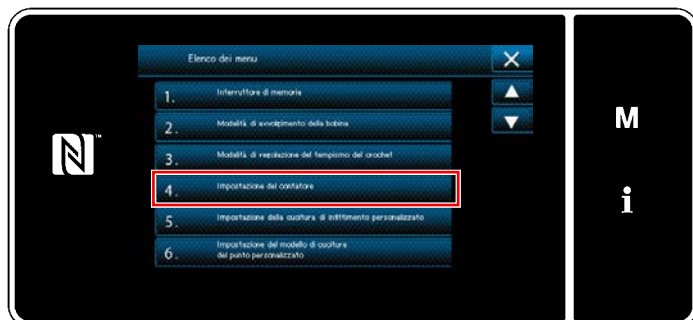 Elenco dei menu
1. Interruttore di memoria
2. Modalità di avvolgimento della bobina
3. Modalità di regolazione del tempismo del crochet
4. Impostazione del contatore
5. Impostazione della cucitura di infittimento personalizzato
6. Impostazione del modello di cucitura
del punto personalizzato
M
i
N